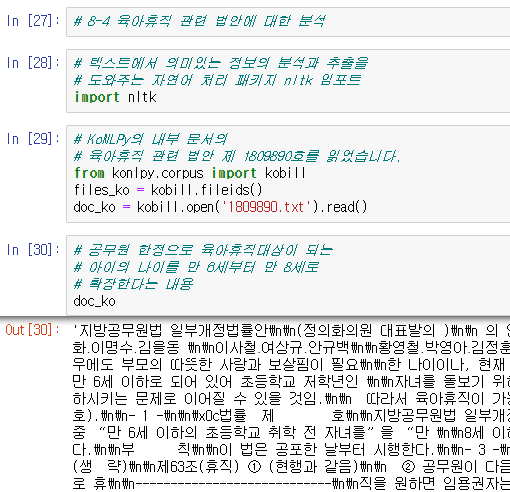 In [27]: # 8-4 육아휴직 관련 법안에 대한 분석
In [28]: # 텍스트에서 의미있는 정보의 분석과 추출을
# 도와주는 자연어 처리 패키지 nltk 임포트
import nltk
In [29]: # KoNLPy의 내부 문서의
# 육아휴직 관련 법안 제 1809890호를 읽었습니다.
from konlpy.corpus import kobill
files_ko = kobill.fileids()
doc_ko = kobill.open('1809890.txt').read()
In [30]: # 공무원 한정으로 육아휴직대상이 되는
# 아이의 나이를 만 6세부터 만 8세로
# 확장한다는 내용
doc_ko
Out[30]: '지방공무원법 일부개정법률안\n\n(정의화의원 대표발의 )\n\n 의 안
화.이명수.김을동 \n\n이사철.여상규.안규백\n\n황영철.박영아.김정훈
무에도 부모의 따뜻한 사랑과 보살핌이 필요\n\n한 나이이나, 현재
만 6세 이하로 되어 있어 초등학교 저학년인 \n\n자녀를 돌보기 위해
하시키는 문제로 이어질 수 있을 것임.\n\n  따라서 육아휴직이 가능
호).\n\n- 1 -\n\n\x0c법률  제        호\n\n지방공무원법 일부개정
중 “만 6세 이하의 초등학교 취학 전 자녀를”을 “만 \n\n8세 이하
다.\n\n부      칙\n\n이 법은 공포한 날부터 시행한다.\n\n- 3 -\n
(생  략)\n\n제63조(휴직) ① (현행과 같음)\n\n  ② 공무원이 다음
로 휴\n\n----------------------------\n\n직을 원하면 임용권자는